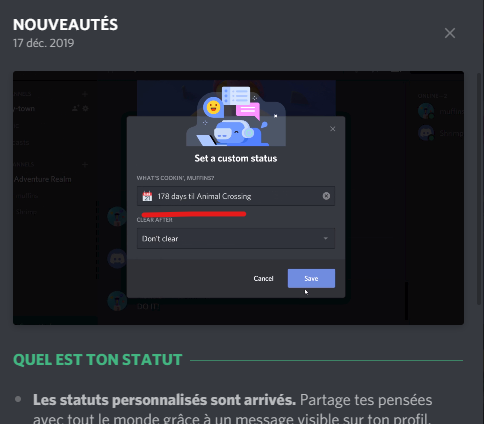 NOUVEAUTÉS
17 déc. 2019
Adventure Realm
Set a custom status
WHAT'S COOKIN', MUFFINS?
178 days til Animal Crossing
CLEAR AFTER
Don't clear
Cancel
Save
QUEL EST TON STATUT
Les statuts personnalisés sont arrivés. Partage tes pensées
avec tout le monde grâce à un message visible sur ton profil.